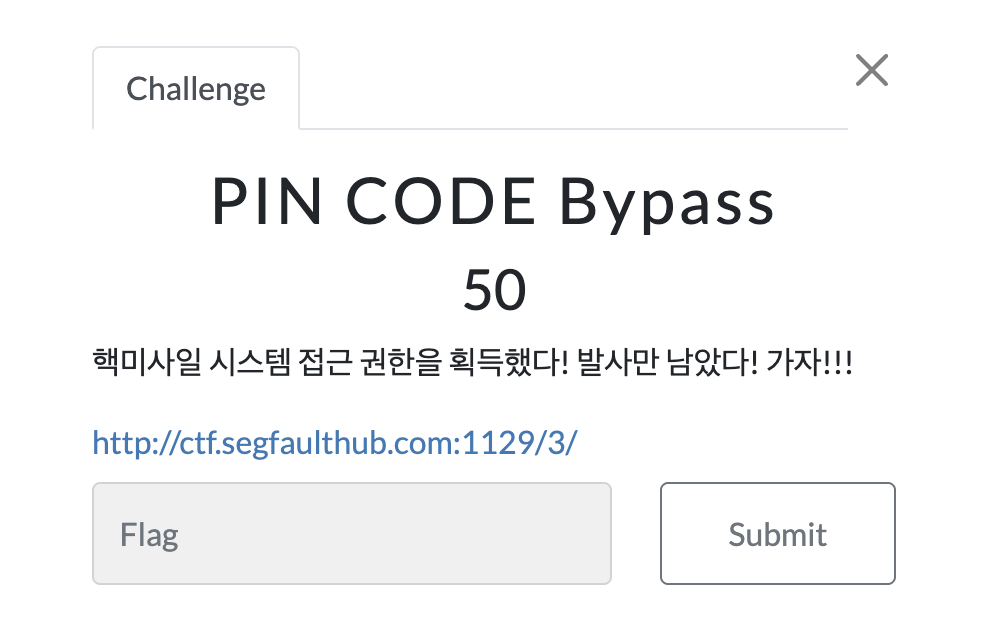 Challenge
PIN CODE Bypass
50
핵미사일 시스템 접근 권한을 획득했다! 발사만 남았다! 가자!!!
http://ctf.segfaulthub.com:1129/3/
Flag
Submit